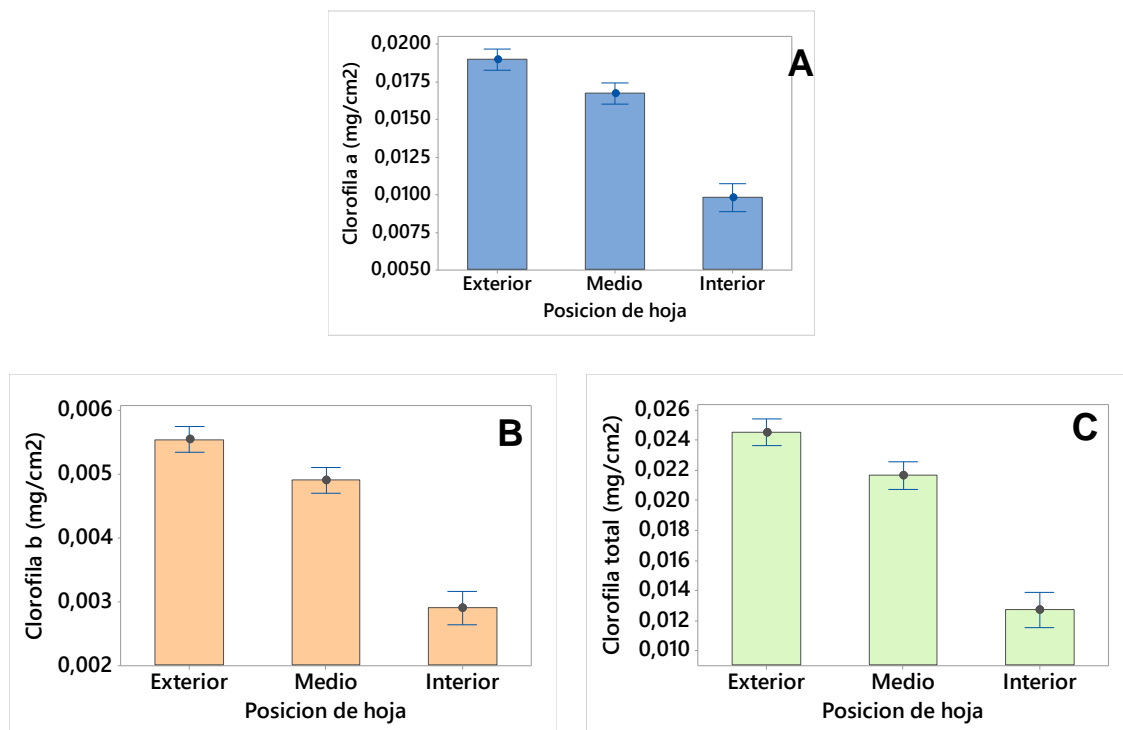 A
Clorofila a (mg/cm2)
0,0200
0,0175
0,0150
0,0125
0,0100
0,0075
0,0050
Exterior Medio Interior
Posicion de hoja
B
Clorofila b (mg/cm2)
0,006
0,005
0,004
0,003
0,002
Exterior Medio Interior
Posicion de hoja
C
Clorofila total (mg/cm2)
0,026
0,024
0,022
0,020
0,018
0,016
0,014
0,012
0,010
Exterior Medio Interior
Posicion de hoja